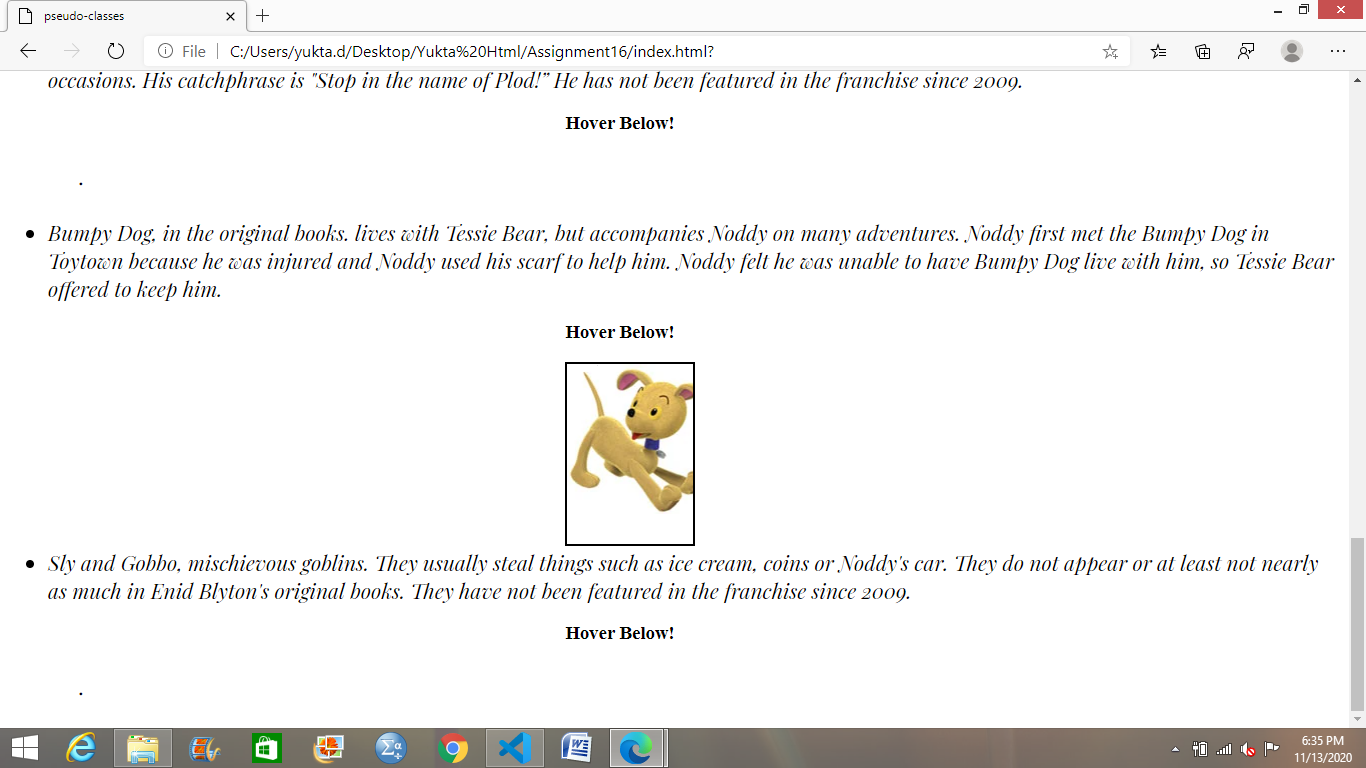 pseudo-classes
File
C:/Users/yukta.d/Desktop/Yukta%20Html/Assignment16/index.html?
occasions. His catchphrase is "Stop in the name of Plod!” He has not been featured in the franchise since 2009.
Hover Below!
.
• Bumpy Dog, in the original books. lives with Tessie Bear, but accompanies Noddy on many adventures. Noddy first met the Bumpy Dog in
Toytown because he was injured and Noddy used his scarf to help him. Noddy felt he was unable to have Bumpy Dog live with him, so Tessie Bear
offered to keep him.
Hover Below!
• Sly and Gobbo, mischievous goblins. They usually steal things such as ice cream, coins or Noddy's car. They do not appear or at least not nearly
as much in Enid Blyton's original books. They have not been featured in the franchise since 2009.
Hover Below!
.
6:35 PM
11/13/2020